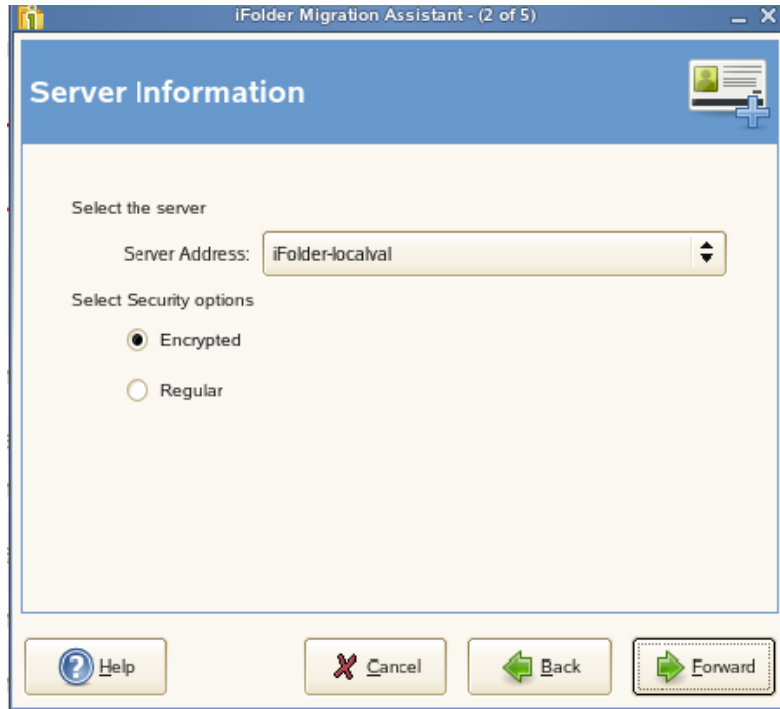 iFolder Migration Assistant - (2 of 5)
Server Information
Select the server
Server Address: iFolder-localval
Select Security options
Encrypted
Regular
Help Cancel Back Forward